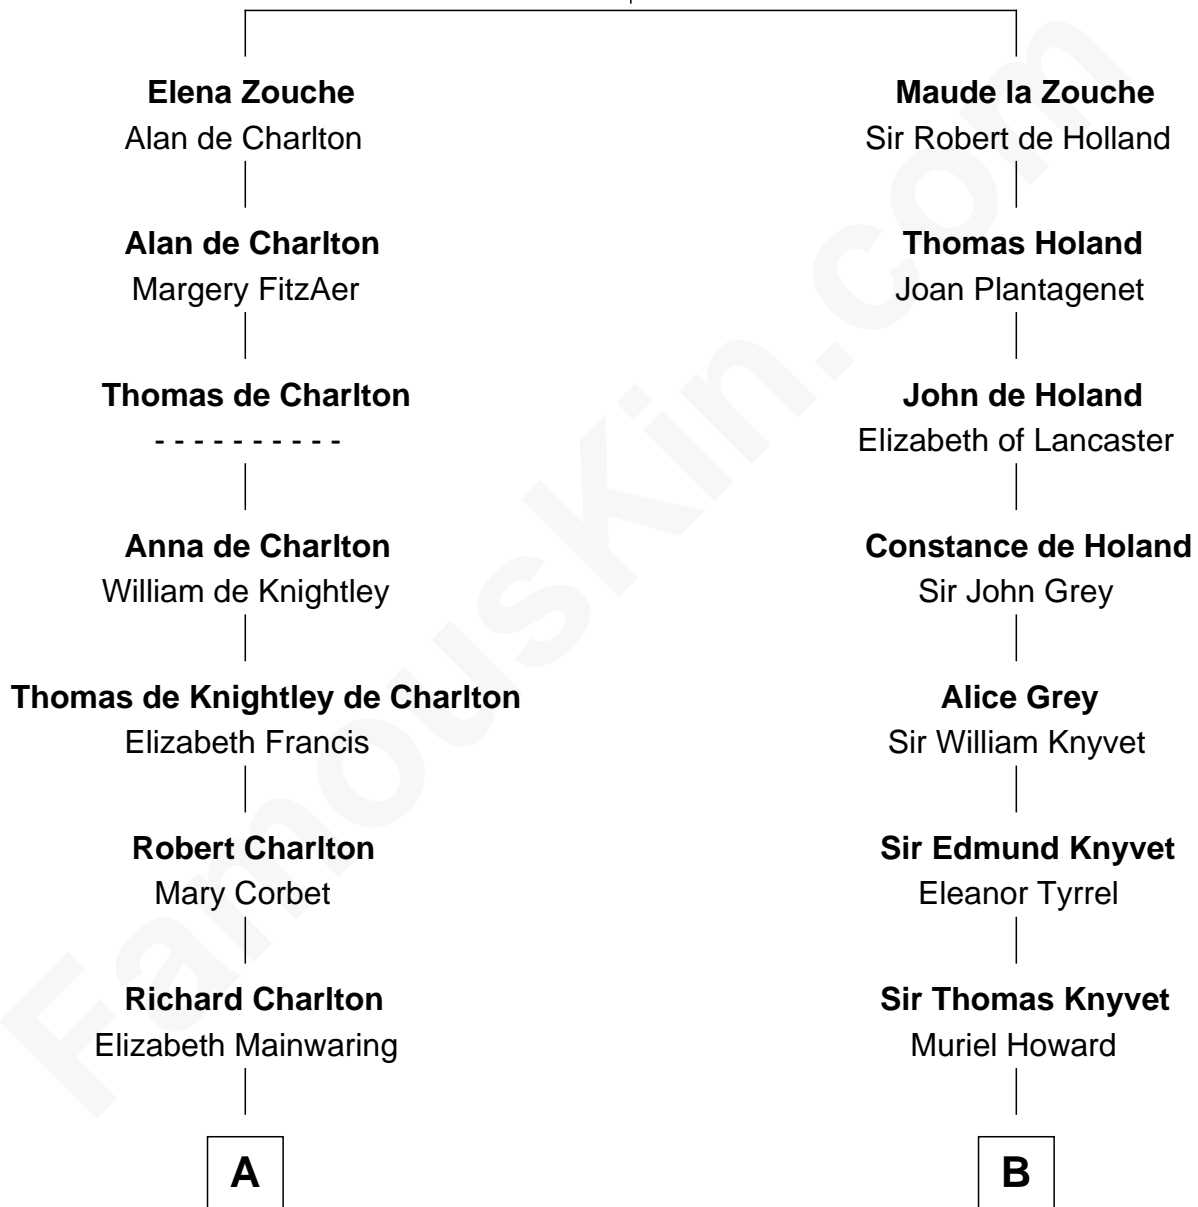 Elena Zouche
Alan de Charlton
Alan de Charlton
Margery FitzAer
Thomas de Charlton
- - - - - - - - - -
Anna de Charlton
William de Knightley
Thomas de Knightley de Charlton
Elizabeth Francis
Robert Charlton
Mary Corbet
Richard Charlton
Elizabeth Mainwaring
A
Maude la Zouche
Sir Robert de Holland
Thomas Holand
Joan Plantagenet
John de Holand
Elizabeth of Lancaster
Constance de Holand
Sir John Grey
Alice Grey
Sir William Knyvet
Sir Edmund Knyvet
Eleanor Tyrrel
Sir Thomas Knyvet
Muriel Howard
B
FamousKin.com